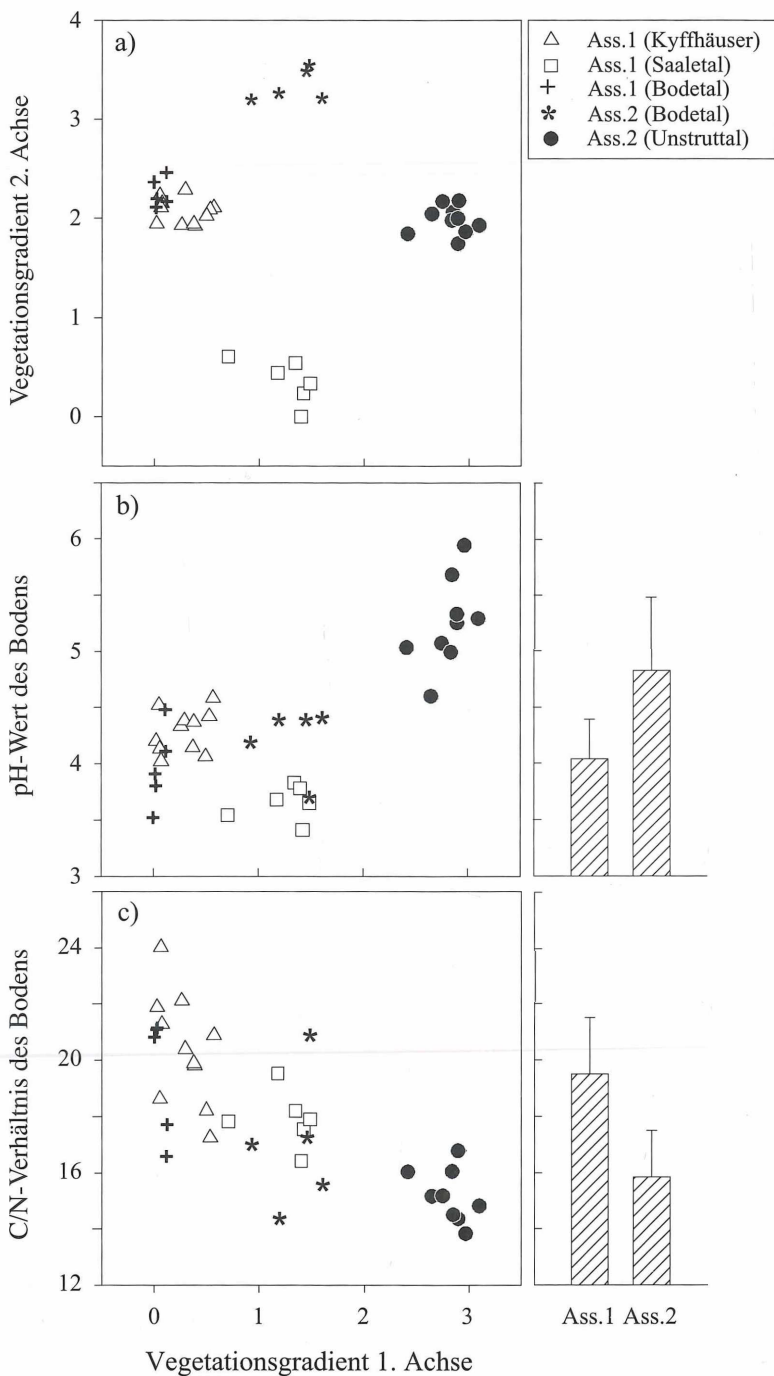 a)
4
3
2
1
0
Vegetationsgradient 2. Achse
Ass.1 (Kyffhäuser)
Ass.1 (Saaletal)
Ass.1 (Bodetal)
Ass.2 (Bodetal)
Ass.2 (Unstruttal)
b)
6
5
4
3
pH-Wert des Bodens
c)
24
20
16
12
C/N-Verhältnis des Bodens
0 1 2 3
Vegetationsgradient 1. Achse
Ass.1 Ass.2